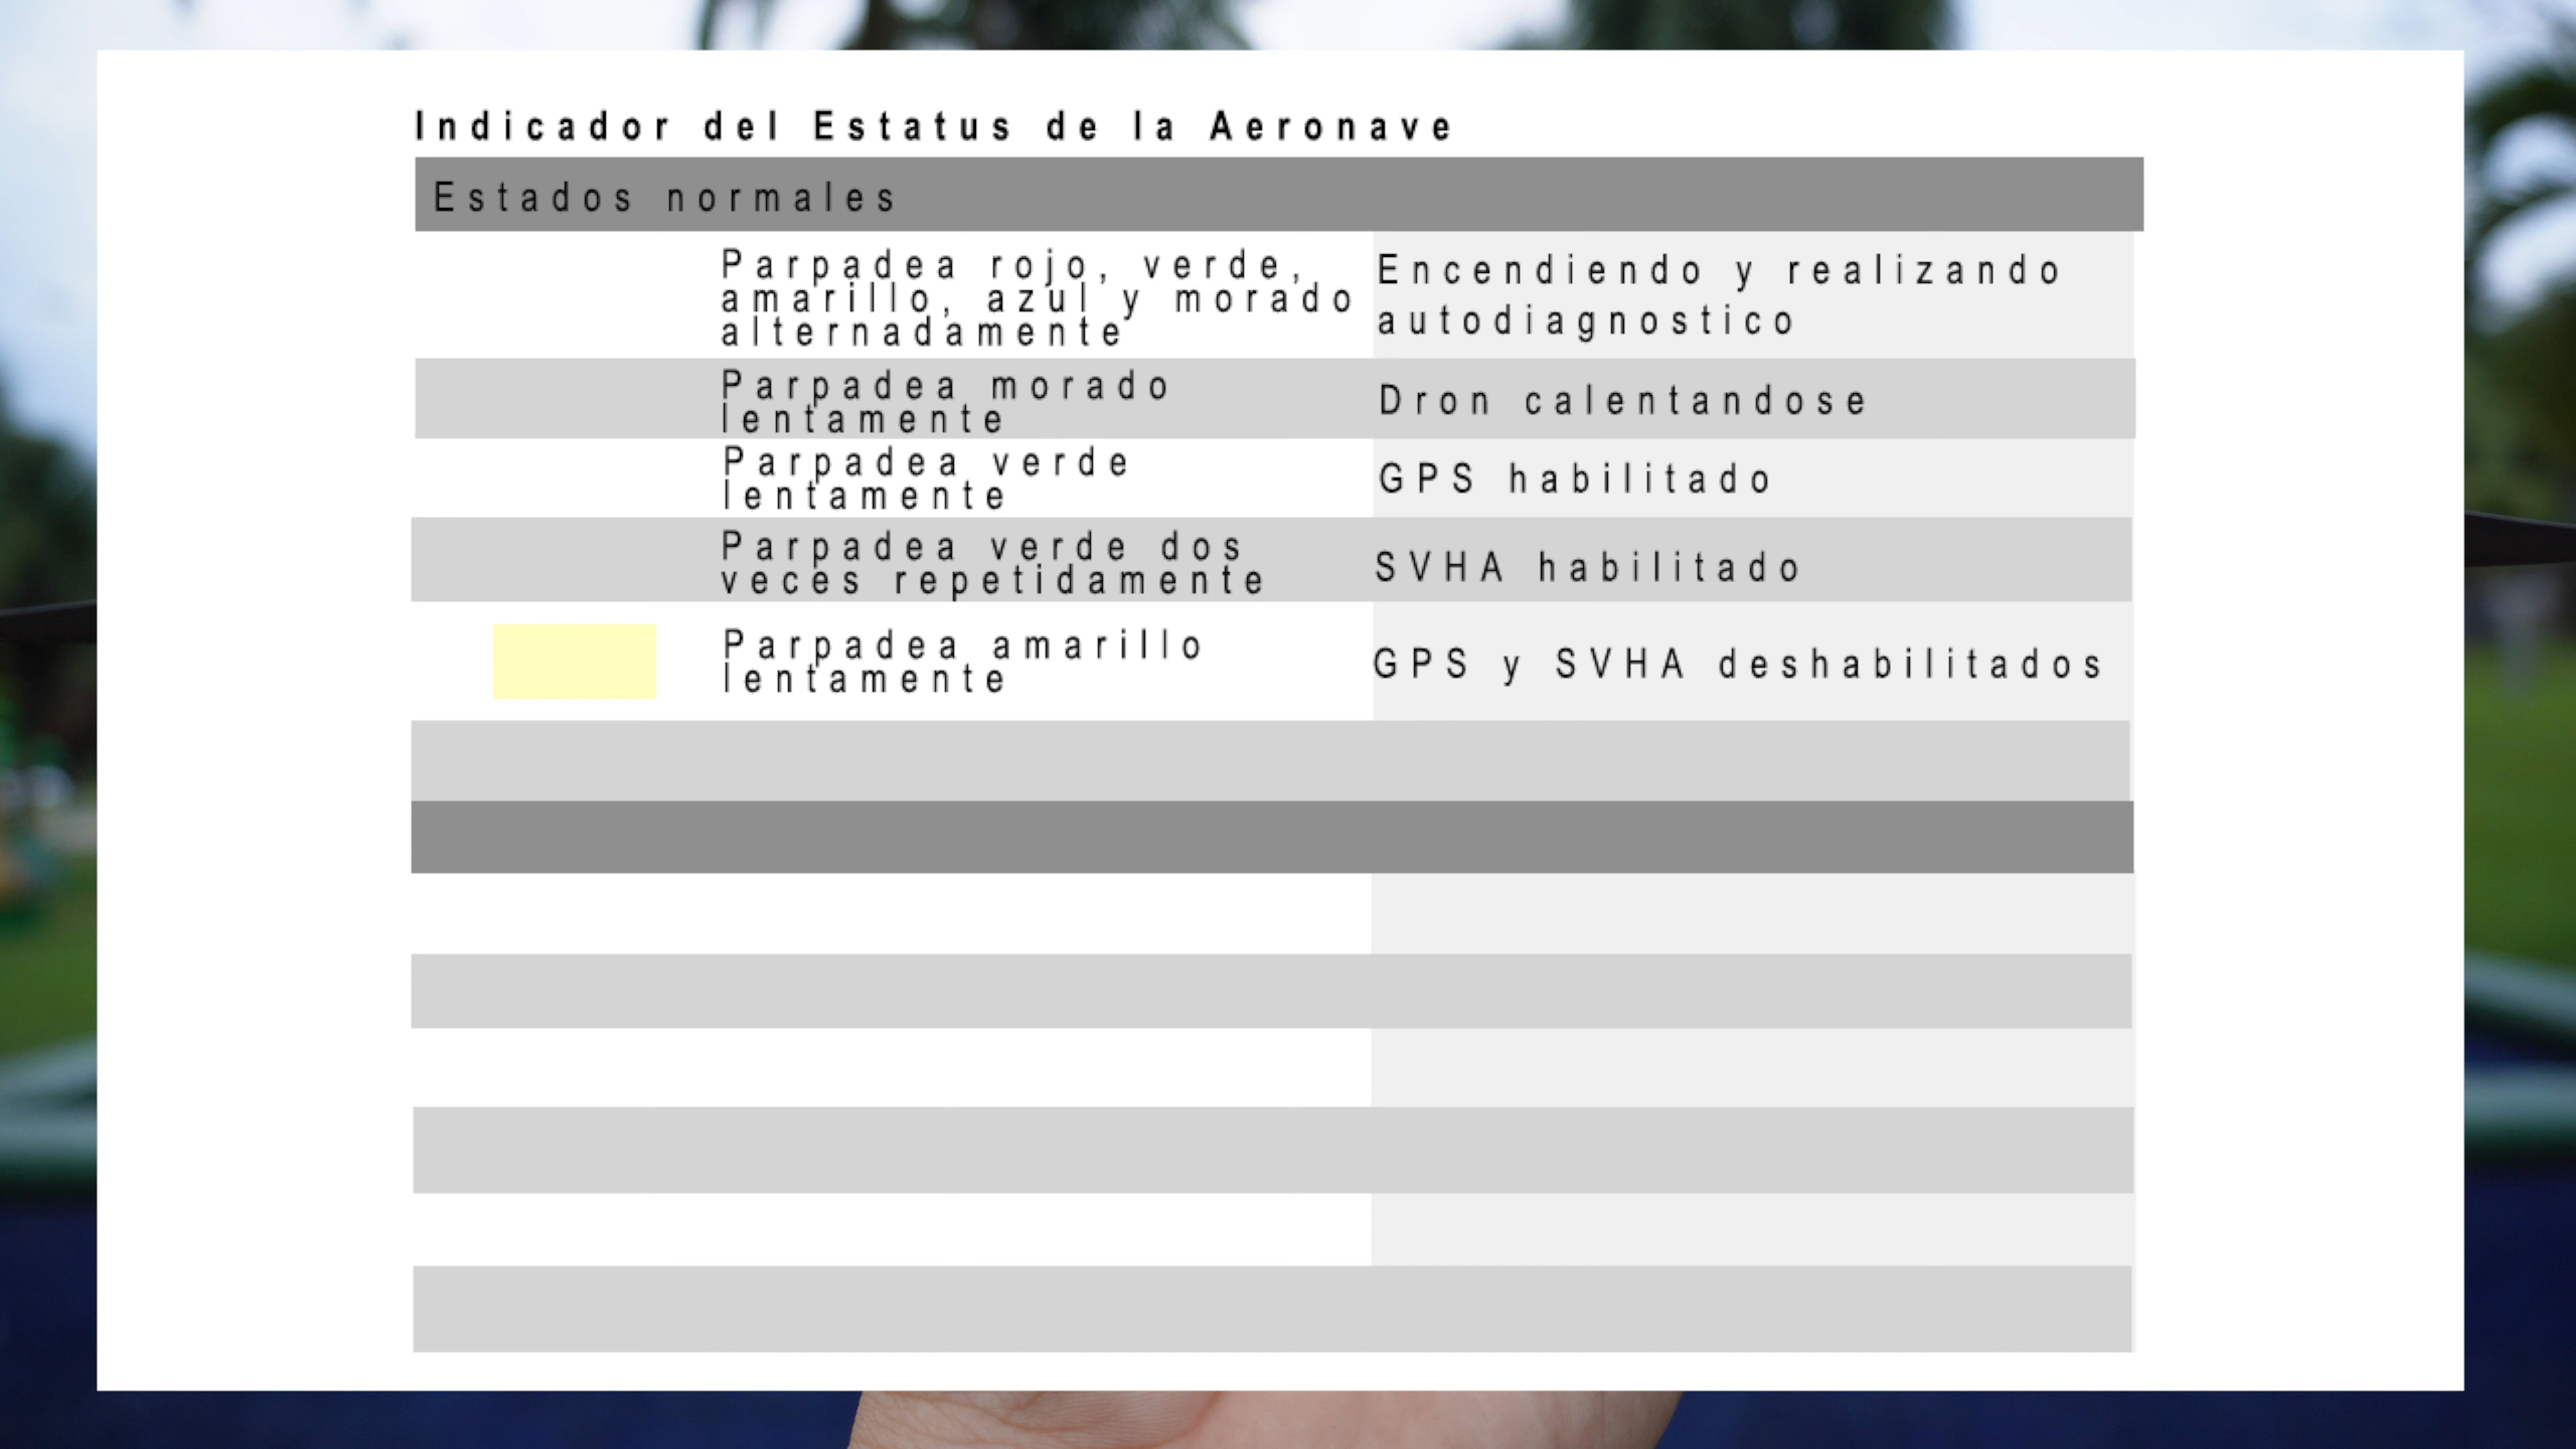 Indicador del Estatus de la Aeronave
Estados normales
Parpadea rojo, verde,
amarillo, azul y morado
alternadamente
Encendiendo y realizando
autodiagnostico
Parpadea morado
lentamente
Dron calentandose
Parpadea verde
lentamente
GPS habilitado
Parpadea verde dos
veces repetidamente
SVHA habilitado
Parpadea amarillo
lentamente
GPS y SVHA deshabilitados